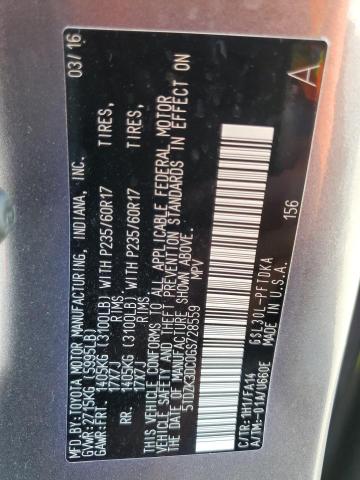 MFD.BY: TOYOTA MOTOR MANUFACTURING, INDIANA, INC. 03/16
GVWR: 2715KG (5985LB)
GAWR: FRT. 1405KG (3100LB) WITH P235/60R17 TIRES,
17X7J RIMS,
RR. 1405KG (3100LB) WITH P235/60R17 TIRES,
17X7J RIMS,
THIS VEHICLE CONFORMS TO ALL APPLICABLE FEDERAL MOTOR
VEHICLE SAFETY AND THEFT PREVENTION STANDARDS IN EFFECT ON
THE DATE OF MANUFACTURE SHOWN ABOVE.
5TDXK3DC0GS728559 MPV
A
156
C/TR: 1H1/FA14 GSL30L-PFTDKA
A/TM: -01A/U660E MADE IN U.S.A.